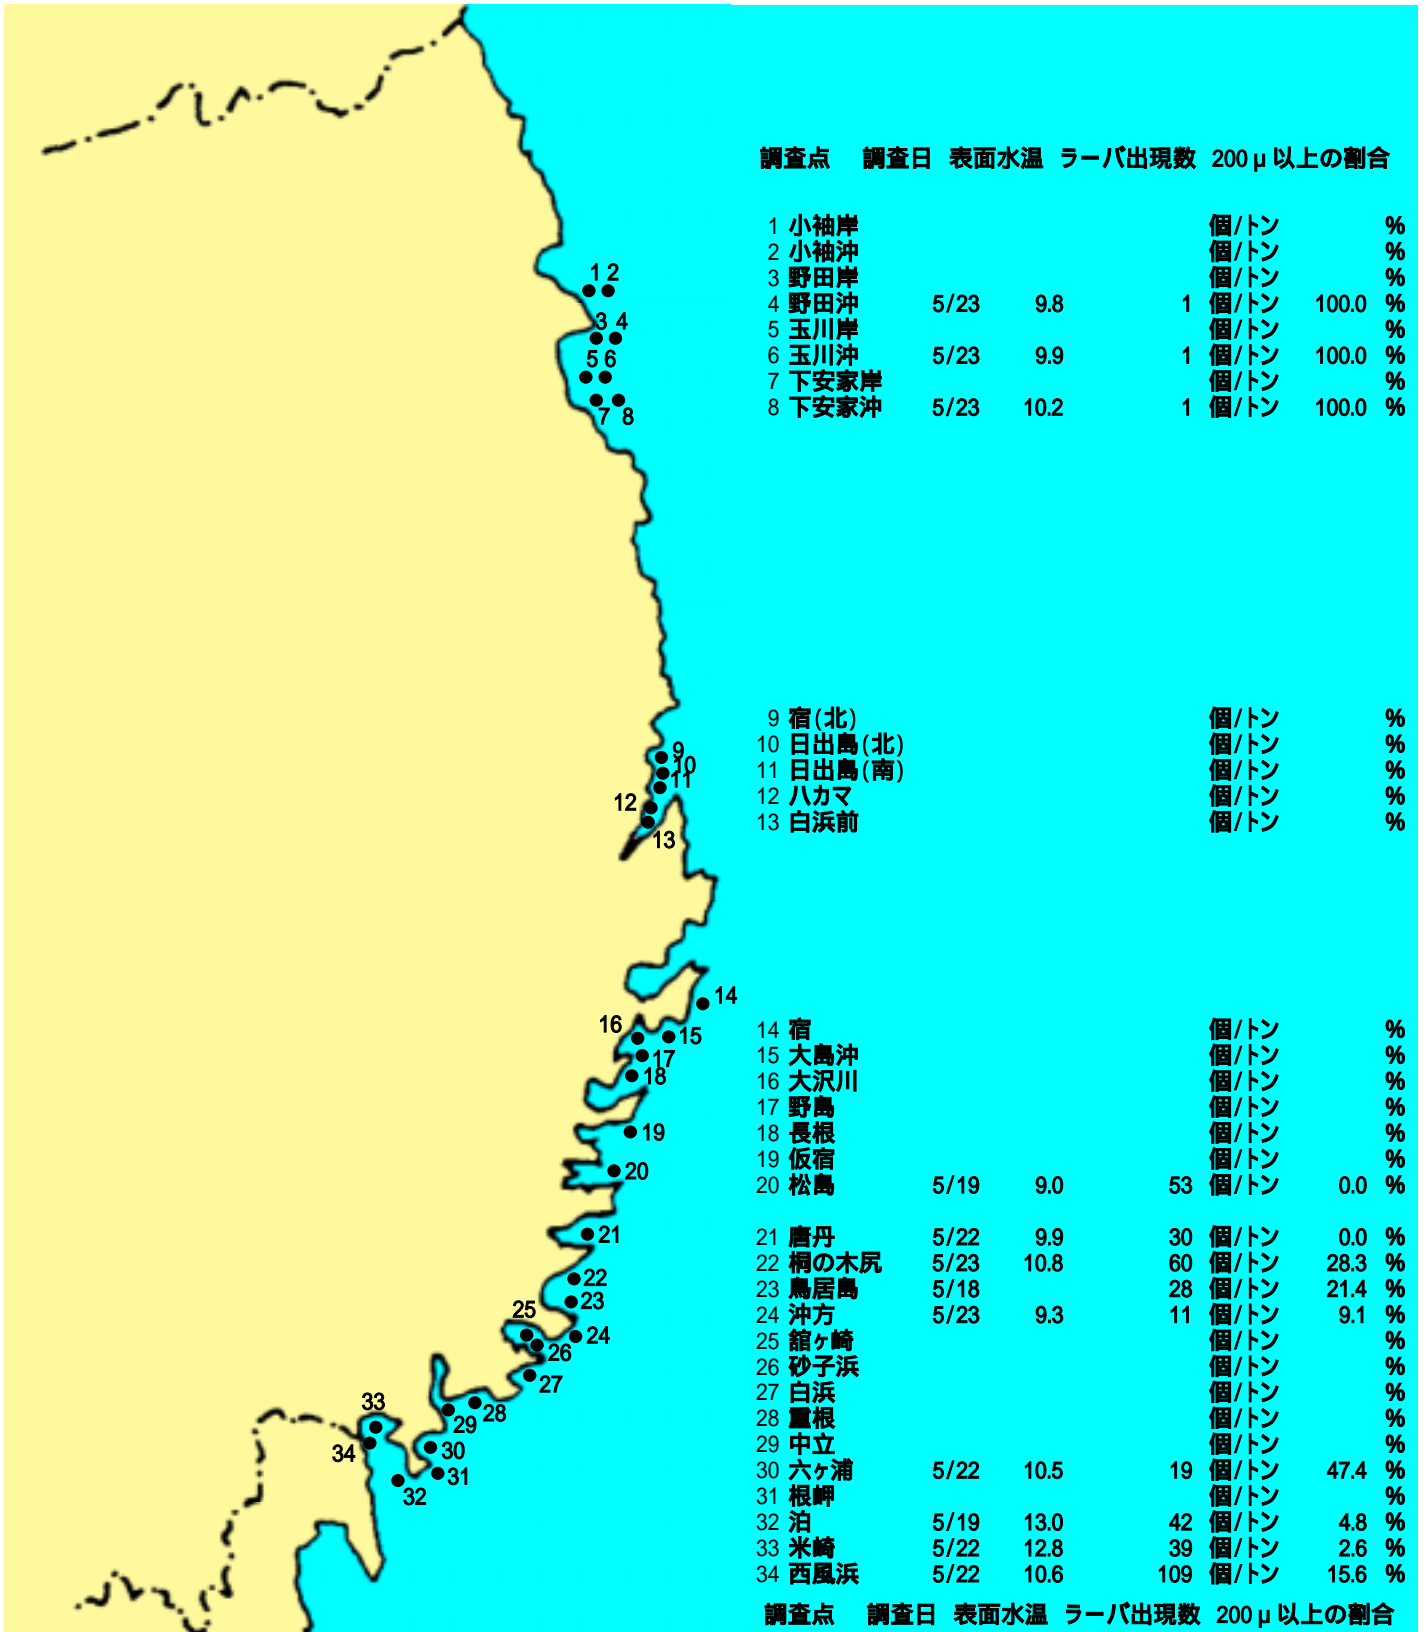 調査点 調査日 表面水温 ラーバ出現数 200μ以上の割合
1 小袖岸 個/トン %
2 小袖沖 個/トン %
3 野田岸 個/トン %
4 野田沖 5/23 9.8 1 個/トン 100.0 %
5 玉川岸 個/トン %
6 玉川沖 5/23 9.9 1 個/トン 100.0 %
7 下安家岸 個/トン %
8 下安家沖 5/23 10.2 1 個/トン 100.0 %
9 宿(北) 個/トン %
10 日出島(北) 個/トン %
11 日出島(南) 個/トン %
12 ハカマ 個/トン %
13 白浜前 個/トン %
14 宿 個/トン %
15 大島沖 個/トン %
16 大沢川 個/トン %
17 野島 個/トン %
18 長根 個/トン %
19 仮宿 個/トン %
20 松島 5/19 9.0 53 個/トン 0.0 %
21 唐丹 5/22 9.9 30 個/トン 0.0 %
22 桐の木尻 5/23 10.8 60 個/トン 28.3 %
23 鳥居島 5/18 28 個/トン 21.4 %
24 沖方 5/23 9.3 11 個/トン 9.1 %
25 舘ヶ崎 個/トン %
26 砂子浜 個/トン %
27 白浜 個/トン %
28 重根 個/トン %
29 中立 個/トン %
30 六ヶ浦 5/22 10.5 19 個/トン 47.4 %
31 根岬 個/トン %
32 泊 5/19 13.0 42 個/トン 4.8 %
33 米崎 5/22 12.8 39 個/トン 2.6 %
34 西風浜 5/22 10.6 109 個/トン 15.6 %
調査点 調査日 表面水温 ラーバ出現数 200μ以上の割合
1 2
3 4
5 6
7 8
9
10
11
12
13
14
16 15
17
18
19
20
21
22
23
25 24
26
27
33 28
29
34 30
31
32